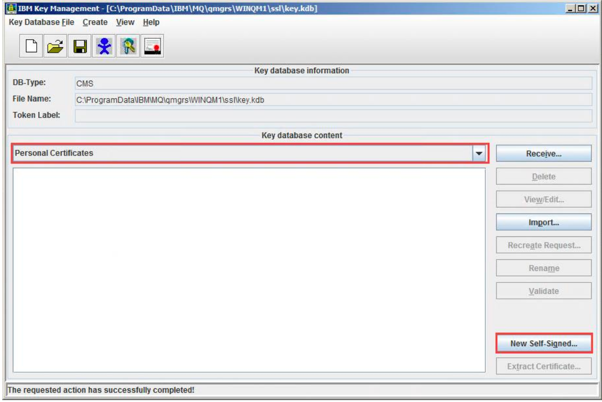 IBM Key Management - [C:\ProgramData\IBM\MQ\qmgrs\WINQM1\ssl\key.kdb]
Key Database File Create View Help
Key database information
DB-Type: CMS
File Name: C:\ProgramData\IBM\MQ\qmgrs\WINQM1\ssl\key.kdb
Token Label:
Key database content
Personal Certificates
Receive...
Delete
View/Edit...
Import...
Recreate Request...
Rename
Validate
New Self-Signed...
Extract Certificate...
The requested action has successfully completed!